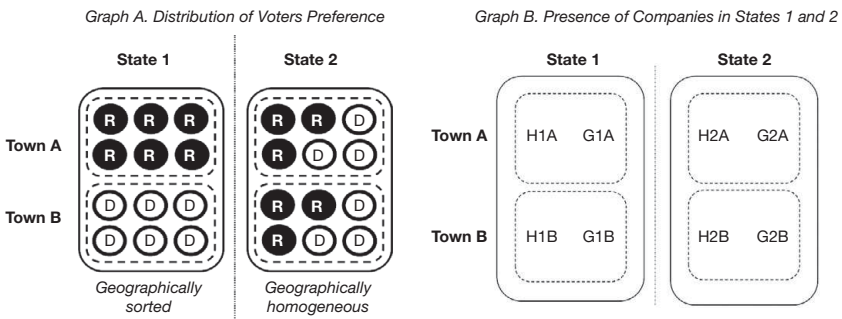 Graph A. Distribution of Voters Preference
State 1 State 2
Town A
R R R R R D
R R R R D D
Town B
D D D R R D
D D D R D D
Geographically sorted
Geographically homogeneous
Graph B. Presence of Companies in States 1 and 2
State 1 State 2
Town A
H1A G1A H2A G2A
Town B
H1B G1B H2B G2B